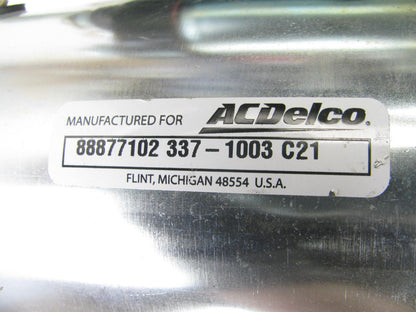 MANUFACTURED FOR ACDelco.
88877102 337-1003 C21
FLINT, MICHIGAN 48554 U.S.A.